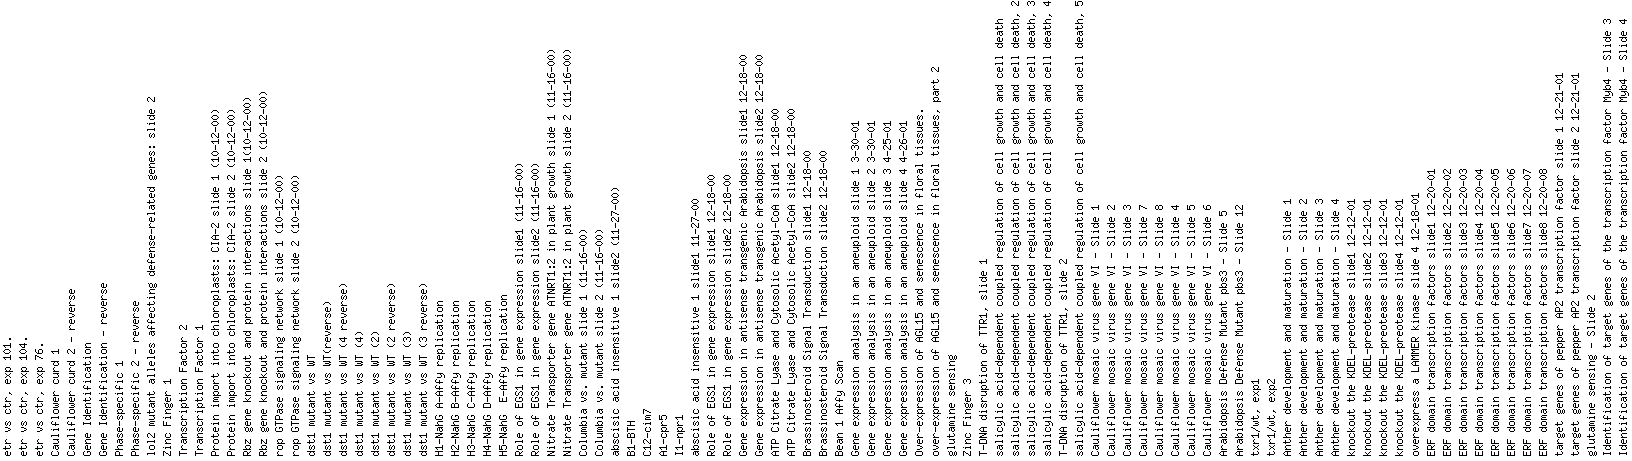 etr vs ctr, exp 101.
etr vs ctr, exp 104.
etr vs ctr, exp 76.
Cauliflower curd 1
Cauliflower curd 2 - reverse
Gene Identification
Gene Identification - reverse
Phase-specific 1
Phase-specific 2 - reverse
lol2 mutant alles affecting defense-related genes: slide 2
Zinc Finger 1
Transcription Factor 2
Transcription Factor 1
Protein import into chloroplasts: CIA-2 slide 1 (10-12-00)
Protein import into chloroplasts: CIA-2 slide 2 (10-12-00)
Rbz gene knockout and protein interactions slide 1(10-12-00)
Rbz gene knockout and protein interactions slide 2 (10-12-00)
rop GTPase signaling network slide 1 (10-12-00)
rop GTPase signaling network slide 2 (10-12-00)
dst1 mutant vs WT
dst1 mutant vs WT(reverse)
dst1 mutant vs WT (4 reverse)
dst1 mutant vs WT (4)
dst1 mutant vs WT (2)
dst1 mutant vs WT (2 reverse)
dst1 mutant vs WT (3)
dst1 mutant vs WT (3 reverse)
H1-NahG A-Affy replication
H2-NahG B-Affy replication
H3-NahG C-Affy replication
H4-NahG D-Affy replication
H5-NahG  E-Affy replication
Role of EGS1 in gene expression slide1 (11-16-00)
Role of EGS1 in gene expression slide2 (11-16-00)
Nitrate Transporter gene ATNRT1:2 in plant growth slide 1 (11-16-00)
Nitrate Transporter gene ATNRT1:2 in plant growth slide 2 (11-16-00)
Columbia vs. mutant slide 1 (11-16-00)
Columbia vs. mutant slide 2 (11-16-00)
abscisic acid insensitive 1 slide2 (11-27-00)
B1-BTH
C12-cim7
A1-cpr5
I1-npr1
abscisic acid insensitive 1 slide1 11-27-00
Role of EGS1 in gene expression slide1 12-18-00
Role of EGS1 in gene expression slide2 12-18-00
Gene expression in antisense transgenic Arabidopsis slide1 12-18-00
Gene expression in antisense transgenic Arabidopsis slide2 12-18-00
ATP Citrate Lyase and Cytosolic Acetyl-CoA slide1 12-18-00
ATP Citrate Lyase and Cytosolic Acetyl-CoA slide2 12-18-00
Brassinosteroid Signal Transduction slide1 12-18-00
Brassinosteroid Signal Transduction slide2 12-18-00
Bean 1 Affy Scan
Gene expression analysis in an aneuploid slide 1 3-30-01
Gene expression analysis in an aneuploid slide 2 3-30-01
Gene expression analysis in an aneuploid slide 3 4-25-01
Gene expression analysis in an aneuploid slide 4 4-26-01
Over-expression of AGL15 and senescence in floral tissues.
over-expression of AGL15 and senescence in floral tissues, part 2
glutamine sensing
Zinc Finger 3
T-DNA disruption of TTR1, slide 1
salicylic acid-dependent coupled regulation of cell growth and cell death
salicylic acid-dependent coupled regulation of cell growth and cell death, 2
salicylic acid-dependent coupled regulation of cell growth and cell death, 3
salicylic acid-dependent coupled regulation of cell growth and cell death, 4
T-DNA disruption of TTR1, slide 2
salicylic acid-dependent coupled regulation of cell growth and cell death, 5
Cauliflower mosaic virus gene VI - Slide 1
Cauliflower mosaic virus gene VI - Slide 2
Cauliflower mosaic virus gene VI - Slide 3
Cauliflower mosaic virus gene VI - Slide 7
Cauliflower mosaic virus gene VI - Slide 8
Cauliflower mosaic virus gene VI - Slide 4
Cauliflower mosaic virus gene VI - Slide 5
Cauliflower mosaic virus gene VI - Slide 6
Arabidopsis Defense Mutant pbs3 - Slide 5
Arabidopsis Defense Mutant pbs3 - Slide 12
txr1/wt, exp1
txr1/wt, exp2
Anther development and maturation - Slide 1
Anther development and maturation - Slide 2
Anther development and maturation - Slide 3
Anther development and maturation - Slide 4
knockout the KDEL-protease slide1 12-12-01
knockout the KDEL-protease slide2 12-12-01
knockout the KDEL-protease slide3 12-12-01
knockout the KDEL-protease slide4 12-12-01
overexpress a LAMMER kinase slide 4 12-18-01
ERF domain transcription factors slide1 12-20-01
ERF domain transcription factors slide2 12-20-02
ERF domain transcription factors slide3 12-20-03
ERF domain transcription factors slide4 12-20-04
ERF domain transcription factors slide5 12-20-05
ERF domain transcription factors slide6 12-20-06
ERF domain transcription factors slide7 12-20-07
ERF domain transcription factors slide8 12-20-08
target genes of pepper AP2 transcription factor slide 1 12-21-01
target genes of pepper AP2 transcription factor slide 2 12-21-01
glutamine sensing - Slide 2
Identification of target genes of the transcription factor Myb4 - Slide 3
Identification of target genes of the transcription factor Myb4 - Slide 4